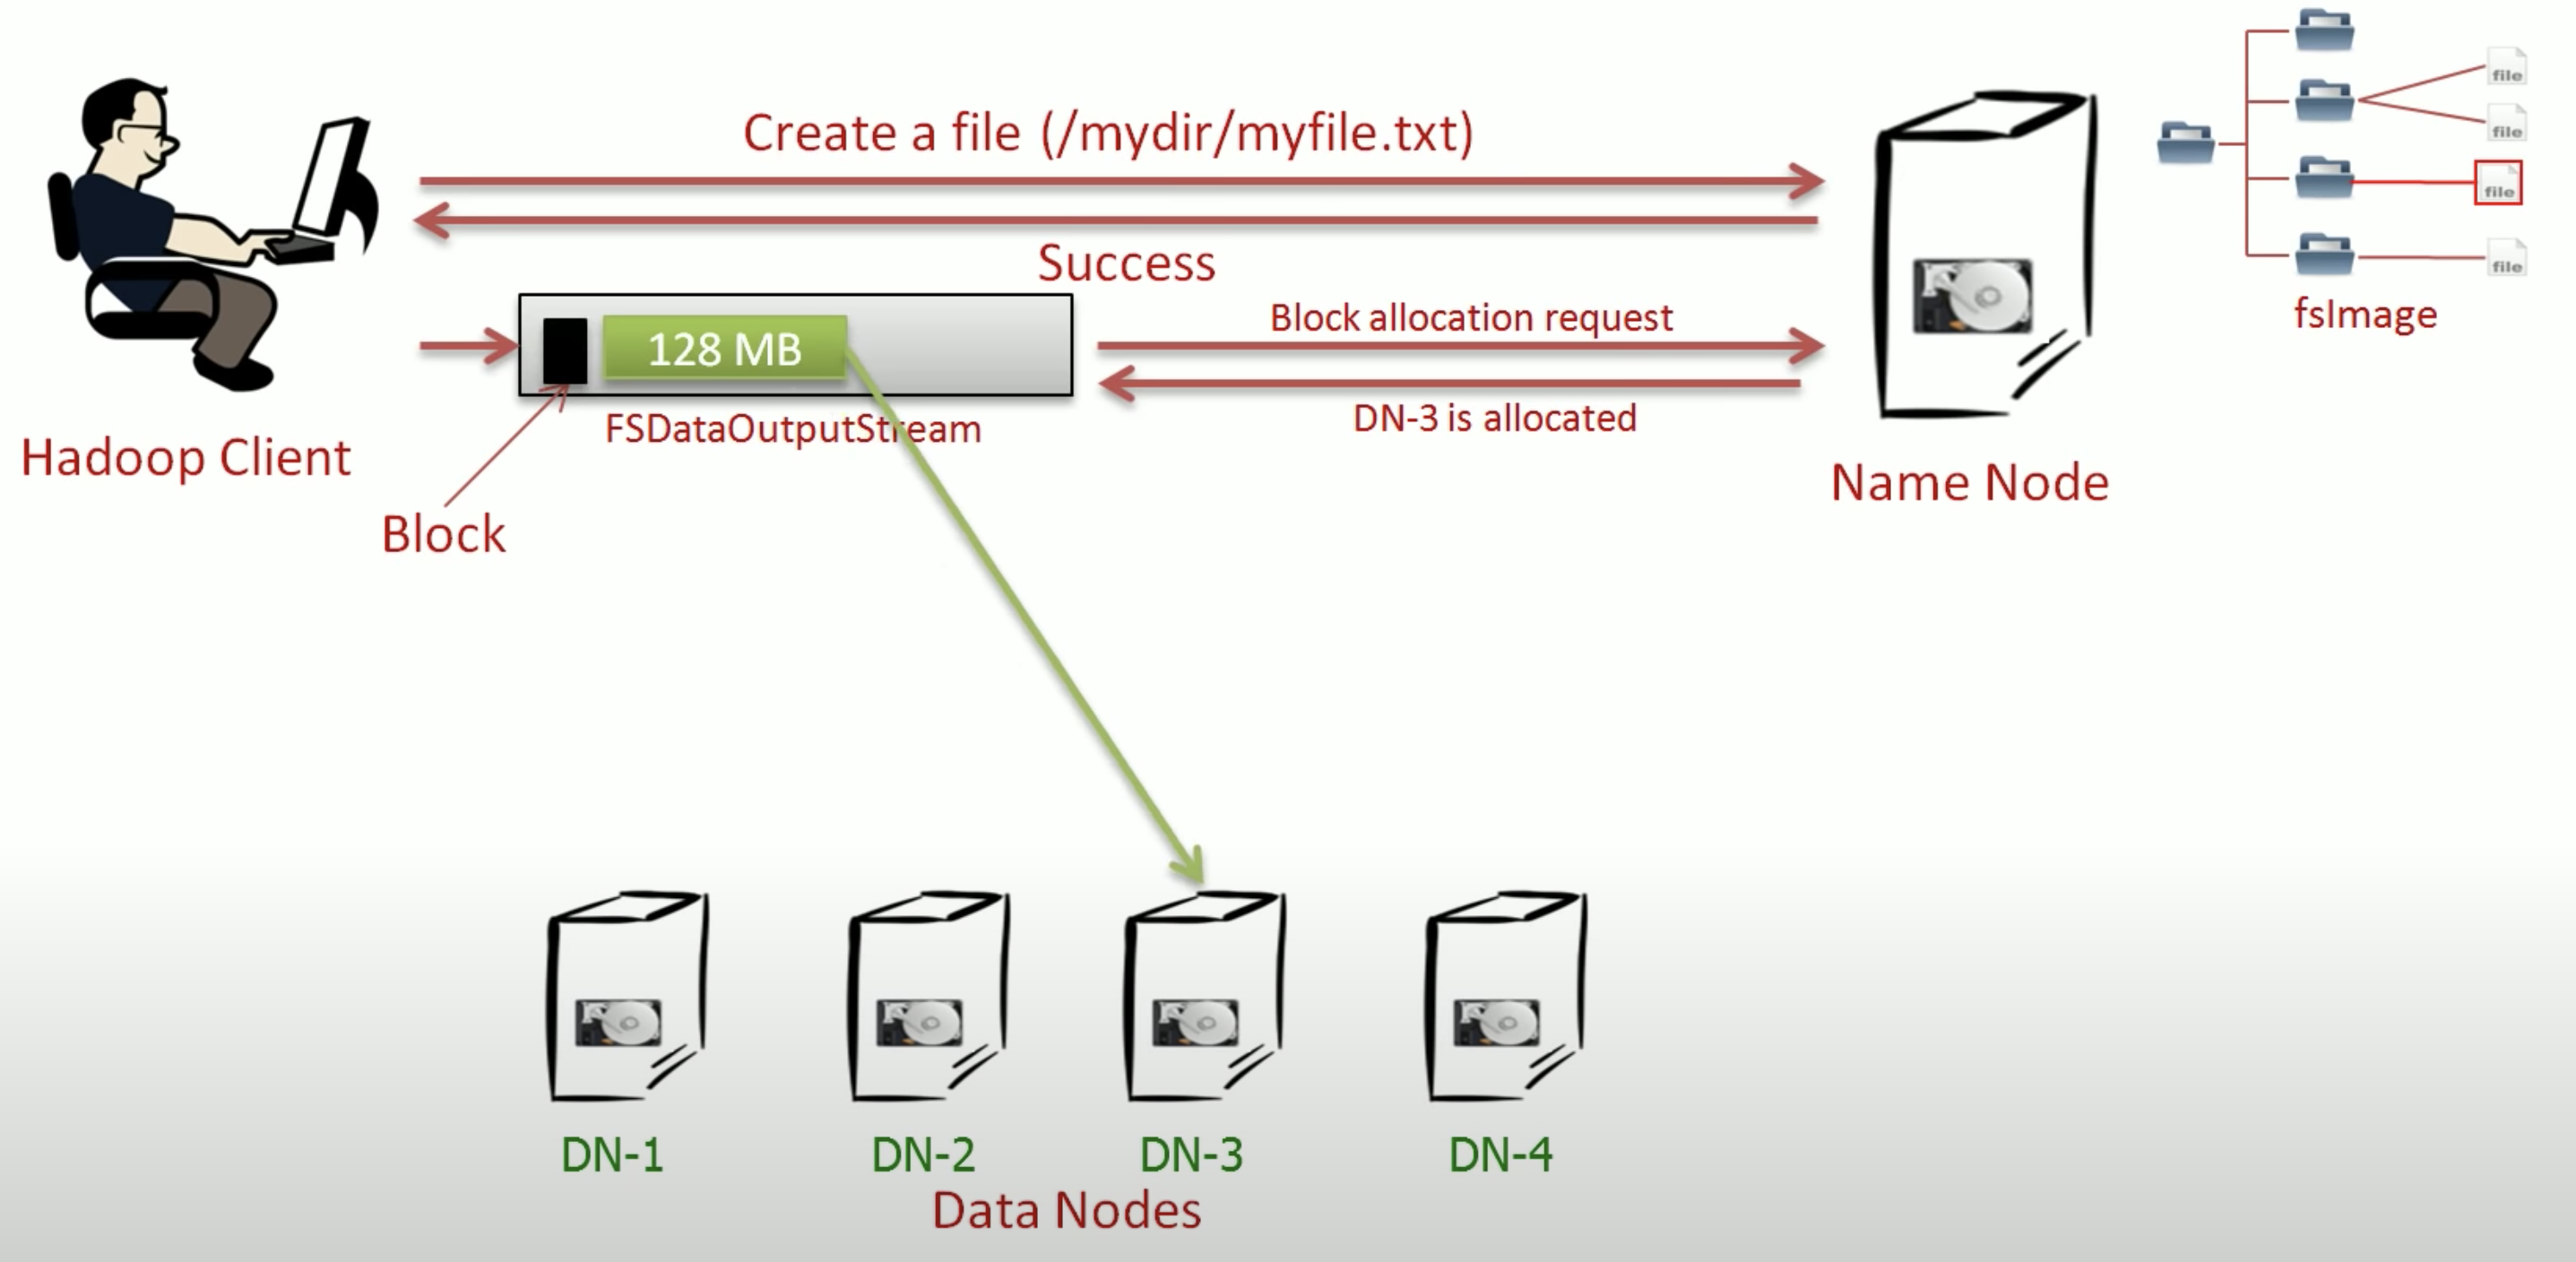 Create a file (/mydir/myfile.txt)
Success
file
file
file
file
fsImage
128 MB
Block allocation request
DN-3 is allocated
FSDataOutputStream
Hadoop Client
Name Node
Block
DN-1
DN-2
DN-3
DN-4
Data Nodes